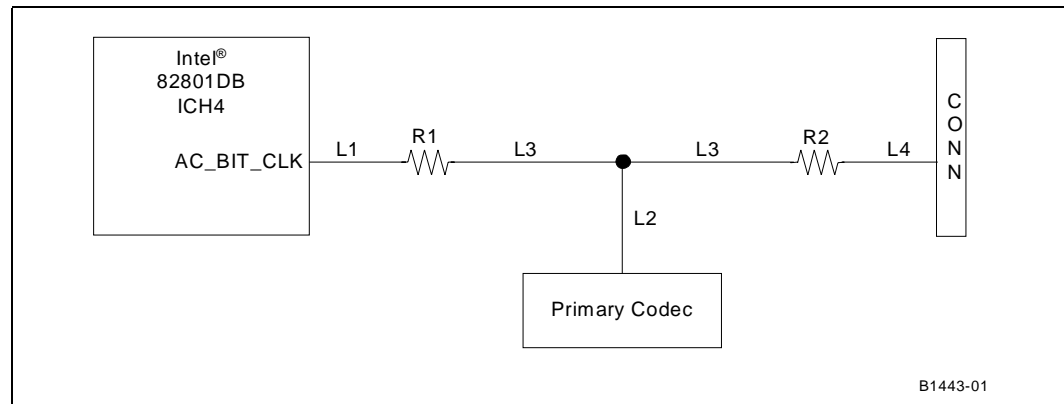 Intel®
82801DB
ICH4
AC_BIT_CLK
L1
R1
L3
L3
R2
L4
C
O
N
N
L2
Primary Codec
B1443-01